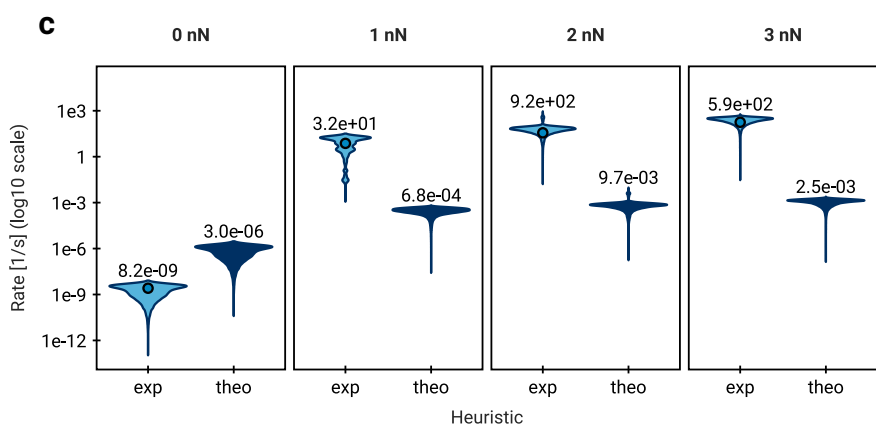 c
0 nN
1 nN
2 nN
3 nN
Rate [1/s] (log10 scale)
1e3
1
1e-3
1e-6
1e-9
1e-12
8.2e-09
3.0e-06
3.2e+01
6.8e-04
9.2e+02
9.7e-03
5.9e+02
2.5e-03
exp
theo
exp
theo
exp
theo
exp
theo
Heuristic